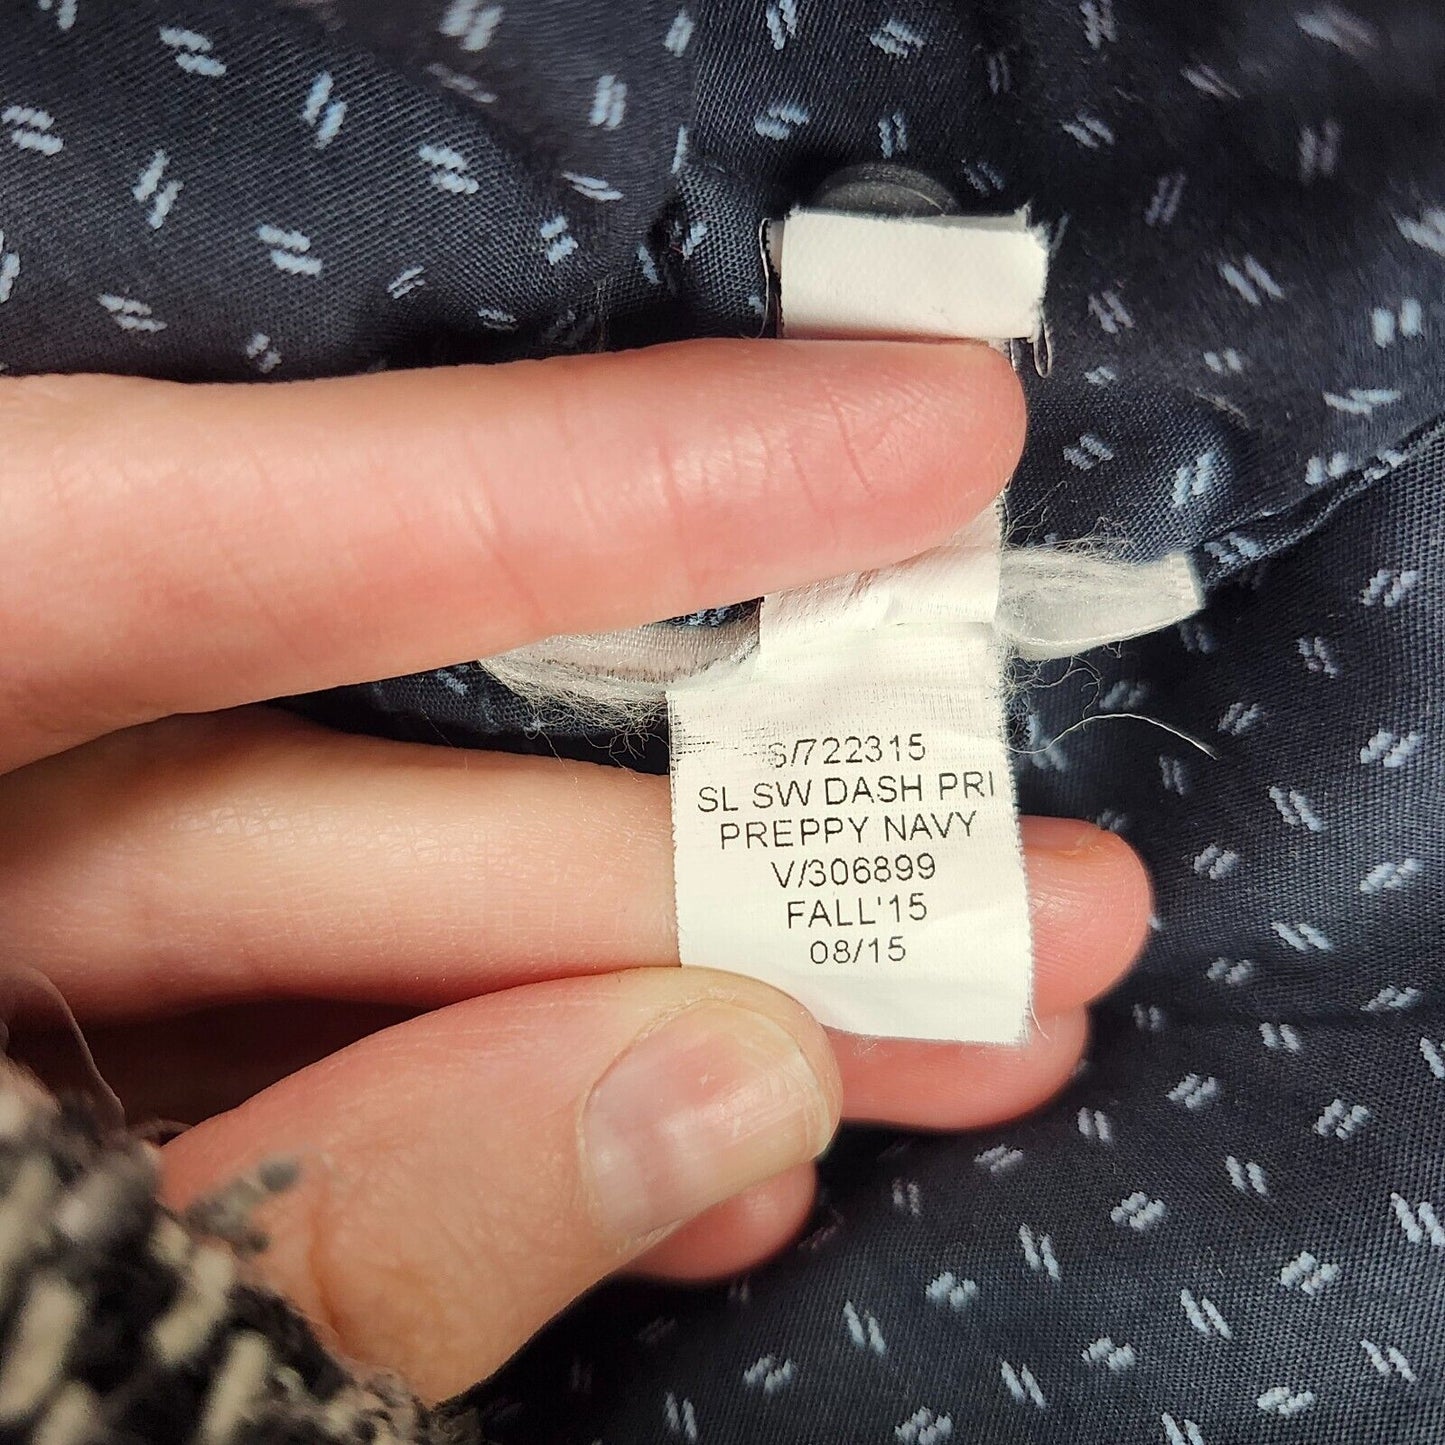 S/722315
SL SW DASH PRI
PREPPY NAVY
V/306899
FALL'15
08/15